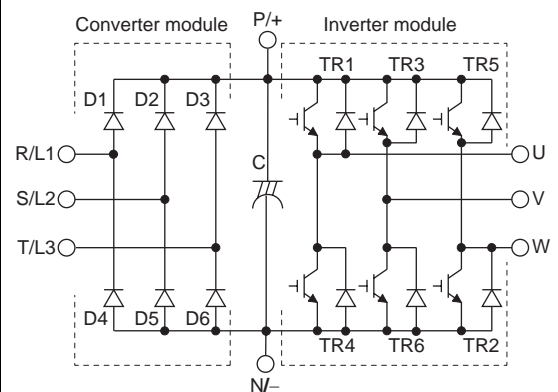 Converter module
P/+
Inverter module
TR1
TR3
TR5
D1
D2
D3
R/L1
U
C
S/L2
V
T/L3
W
D4
D5
D6
TR4
TR6
TR2
N/−